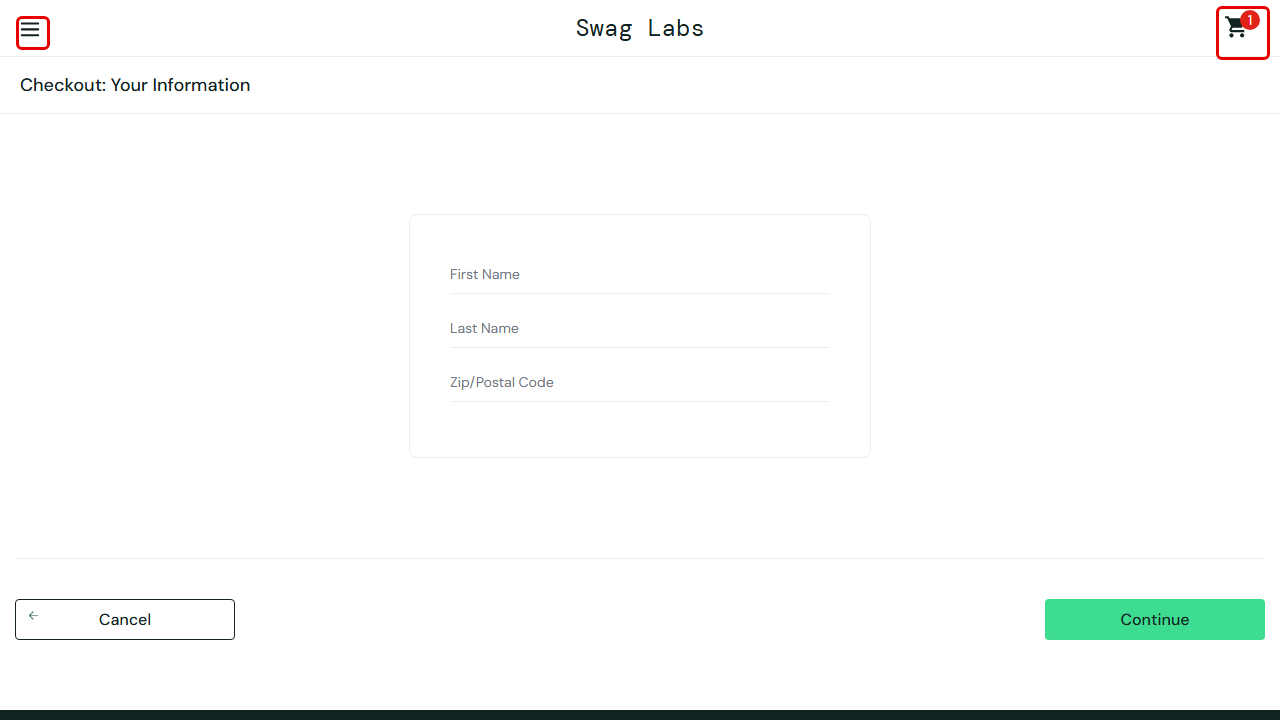 Swag Labs
1
Checkout: Your Information
First Name
Last Name
Zip/Postal Code
Cancel
Continue